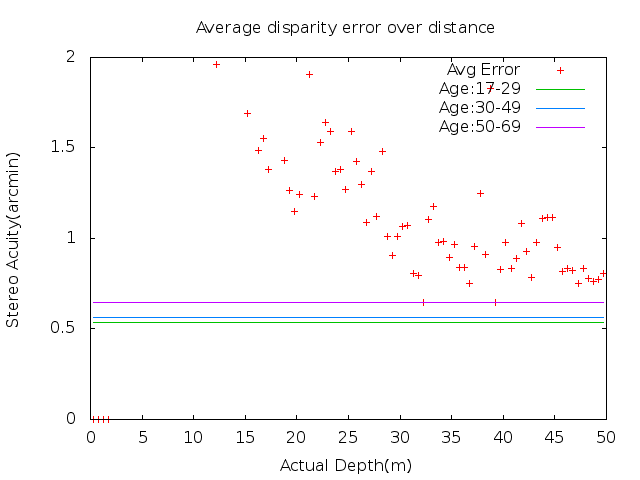 Average disparity error over distance
Avg Error
Age:17-29
Age:30-49
Age:50-69
2
1.5
1
0.5
0
Stereo Acuity(arcmin)
0 5 10 15 20 25 30 35 40 45 50
Actual Depth(m)